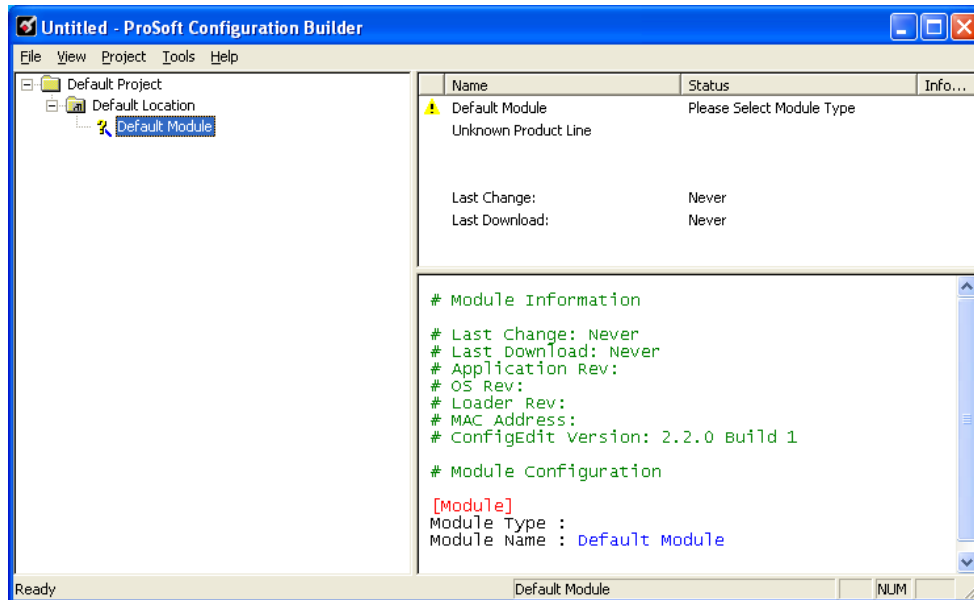 Untitled - ProSoft Configuration Builder
File View Project Tools Help
Default Project
Default Location
Default Module
Name Status Info...
Default Module Please Select Module Type
Unknown Product Line
Last Change: Never
Last Download: Never
# Module Information
# Last Change: Never
# Last Download: Never
# Application Rev:
# OS Rev:
# Loader Rev:
# MAC Address:
# ConfigEdit Version: 2.2.0 Build 1
# Module Configuration
[Module]
Module Type :
Module Name : Default Module
Ready Default Module NUM